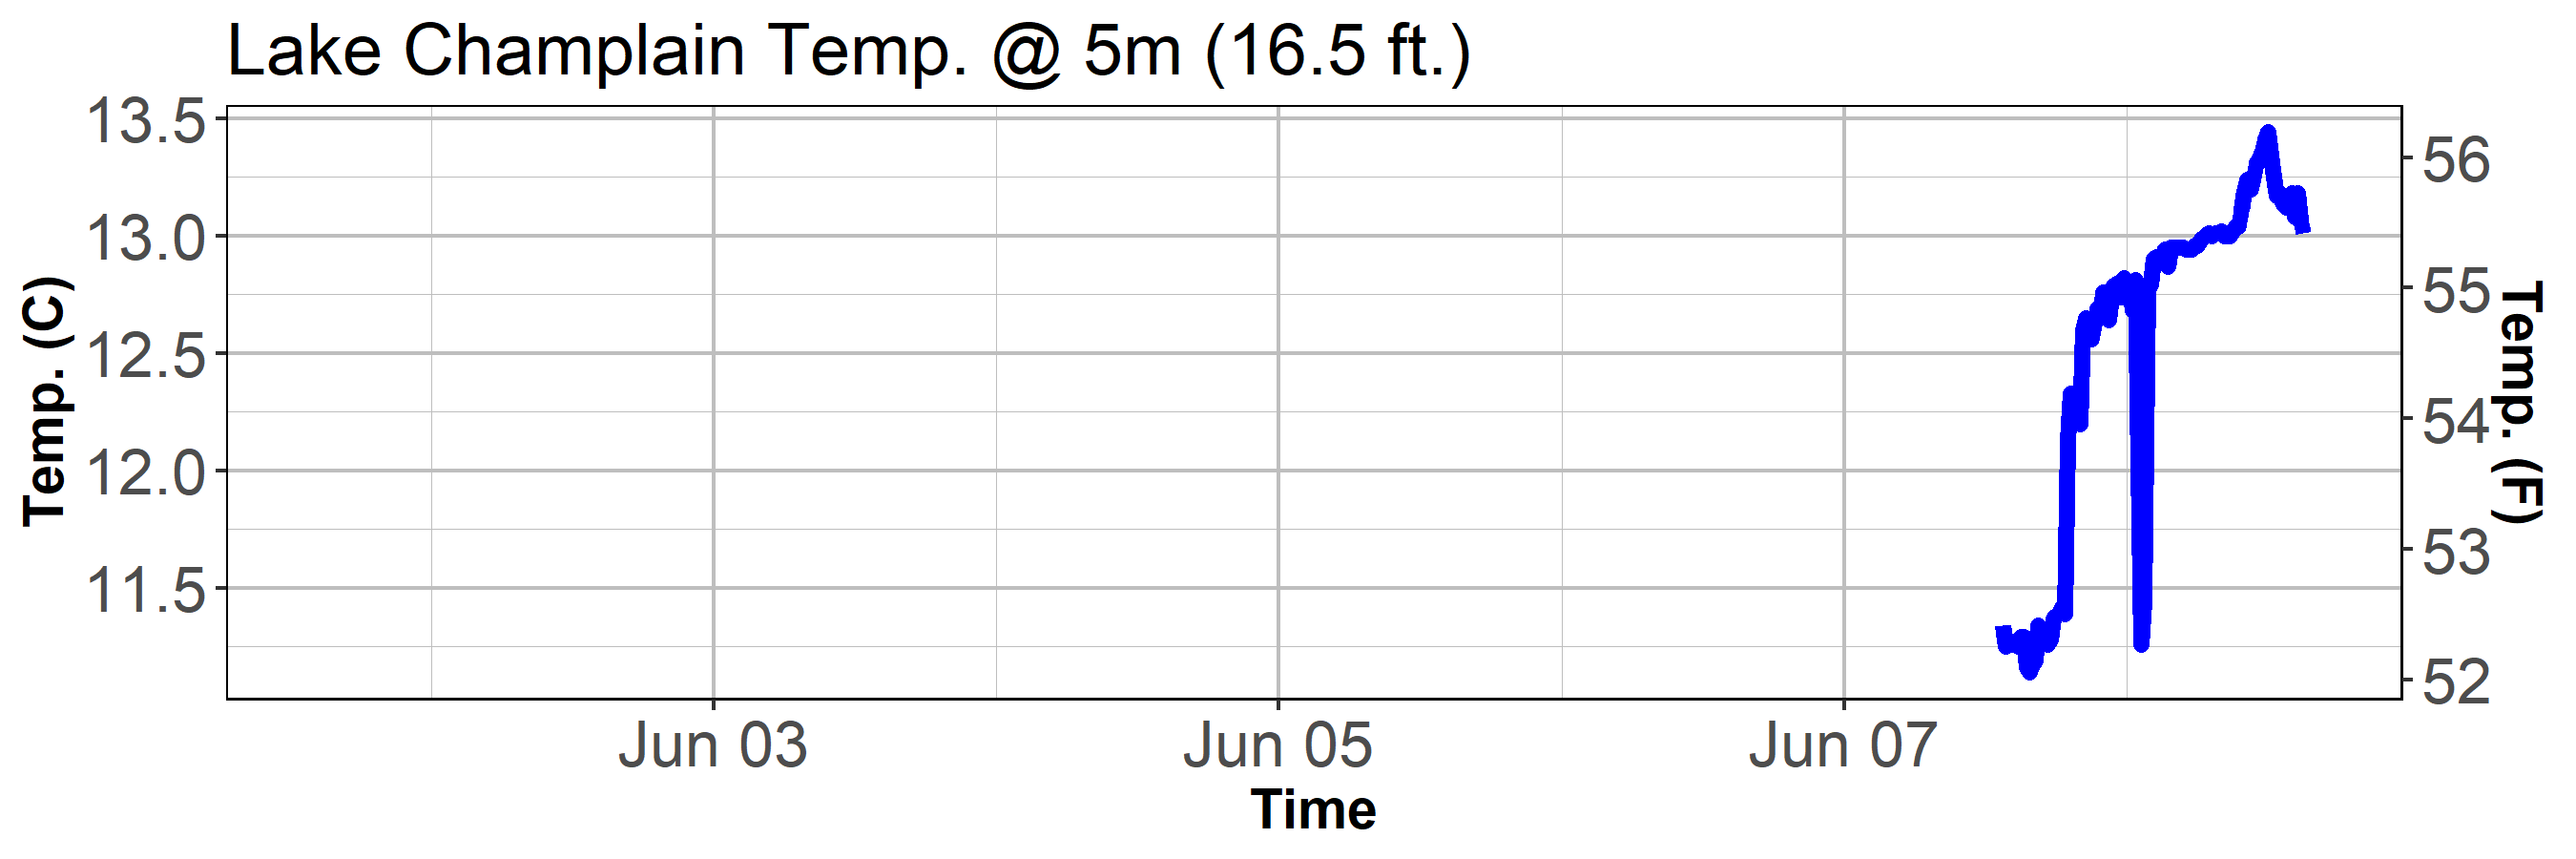 Lake Champlain Temp. @ 5m (16.5 ft.)
Temp. (C)
13.5
13.0
12.5
12.0
11.5
56
55
54
53
52
Temp. (F)
Jun 03 Jun 05 Jun 07
Time